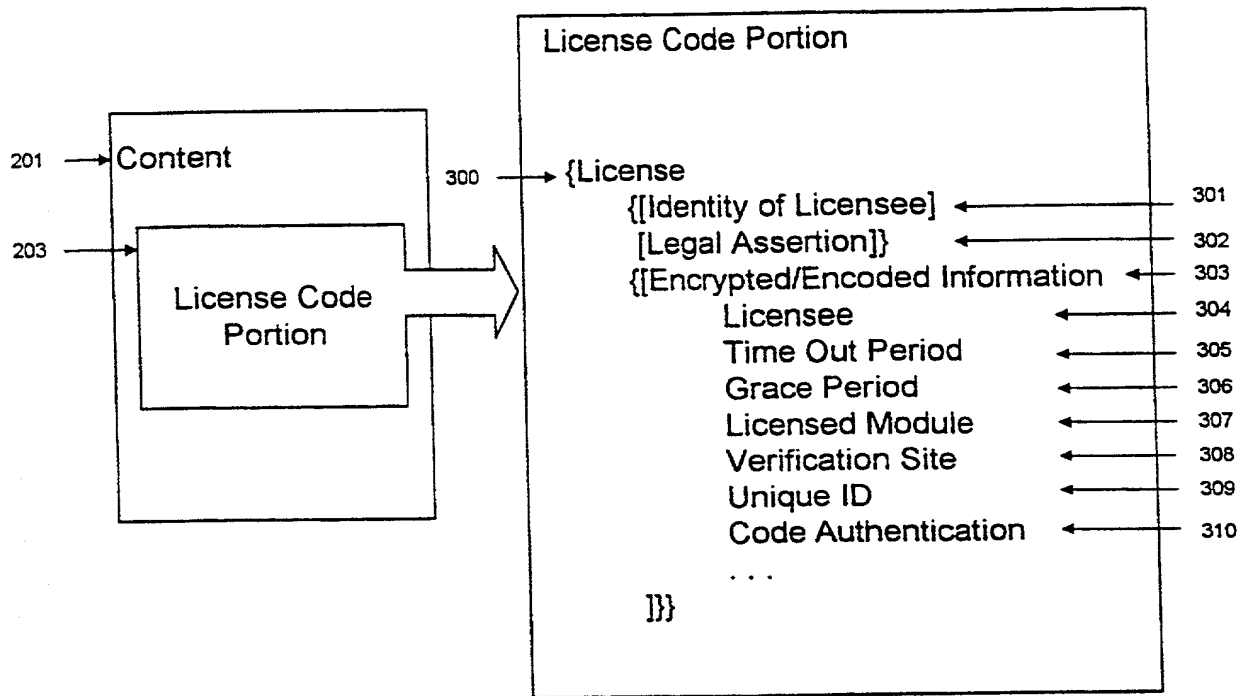 License Code Portion
201 Content
203
License Code
Portion
300 {License
{[Identity of Licensee] 301
[Legal Assertion]} 302
{[Encrypted/Encoded Information 303
Licensee 304
Time Out Period 305
Grace Period 306
Licensed Module 307
Verification Site 308
Unique ID 309
Code Authentication 310
. . .
]}}